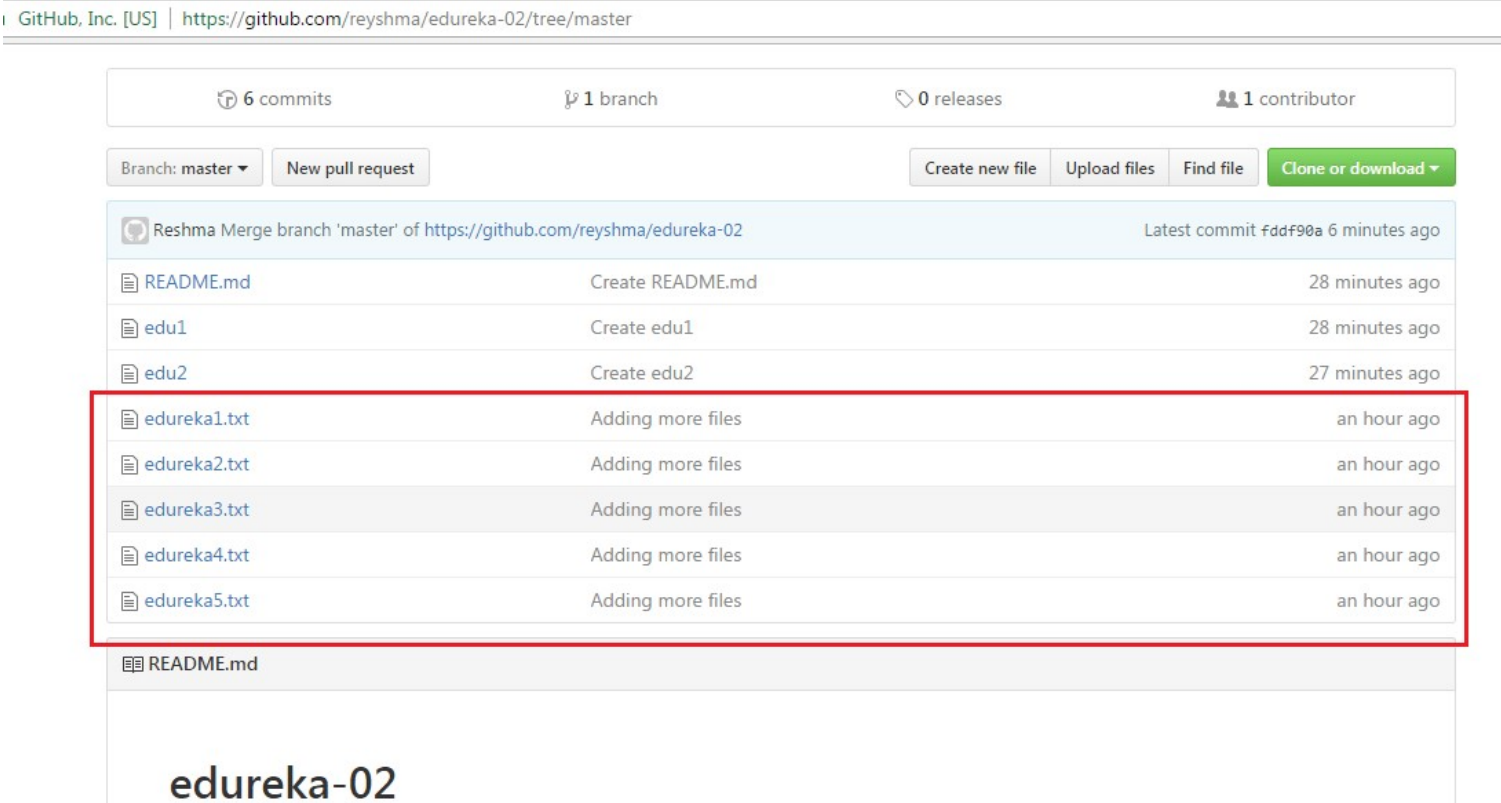 GitHub, Inc. [US] | https://github.com/reyshma/edureka-02/tree/master
6 commits 1 branch 0 releases 1 contributor
Branch: master New pull request Create new file Upload files Find file Clone or download
Reshma Merge branch 'master' of https://github.com/reyshma/edureka-02 Latest commit fddf90a 6 minutes ago
README.md Create README.md 28 minutes ago
edu1 Create edu1 28 minutes ago
edu2 Create edu2 27 minutes ago
edureka1.txt Adding more files an hour ago
edureka2.txt Adding more files an hour ago
edureka3.txt Adding more files an hour ago
edureka4.txt Adding more files an hour ago
edureka5.txt Adding more files an hour ago
README.md
edureka-02